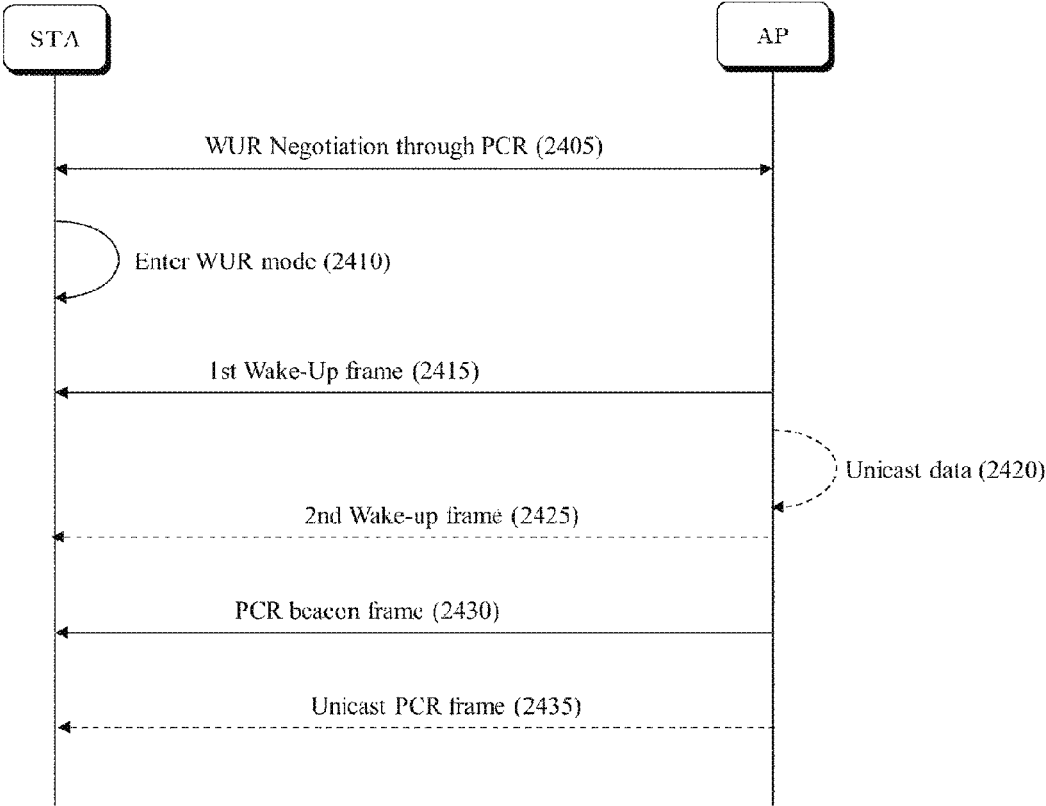 STA
AP
WUR Negotiation through PCR (2405)
Enter WUR mode (2410)
1st Wake-Up frame (2415)
Unicast data (2420)
2nd Wake-up frame (2425)
PCR beacon frame (2430)
Unicast PCR frame (2435)